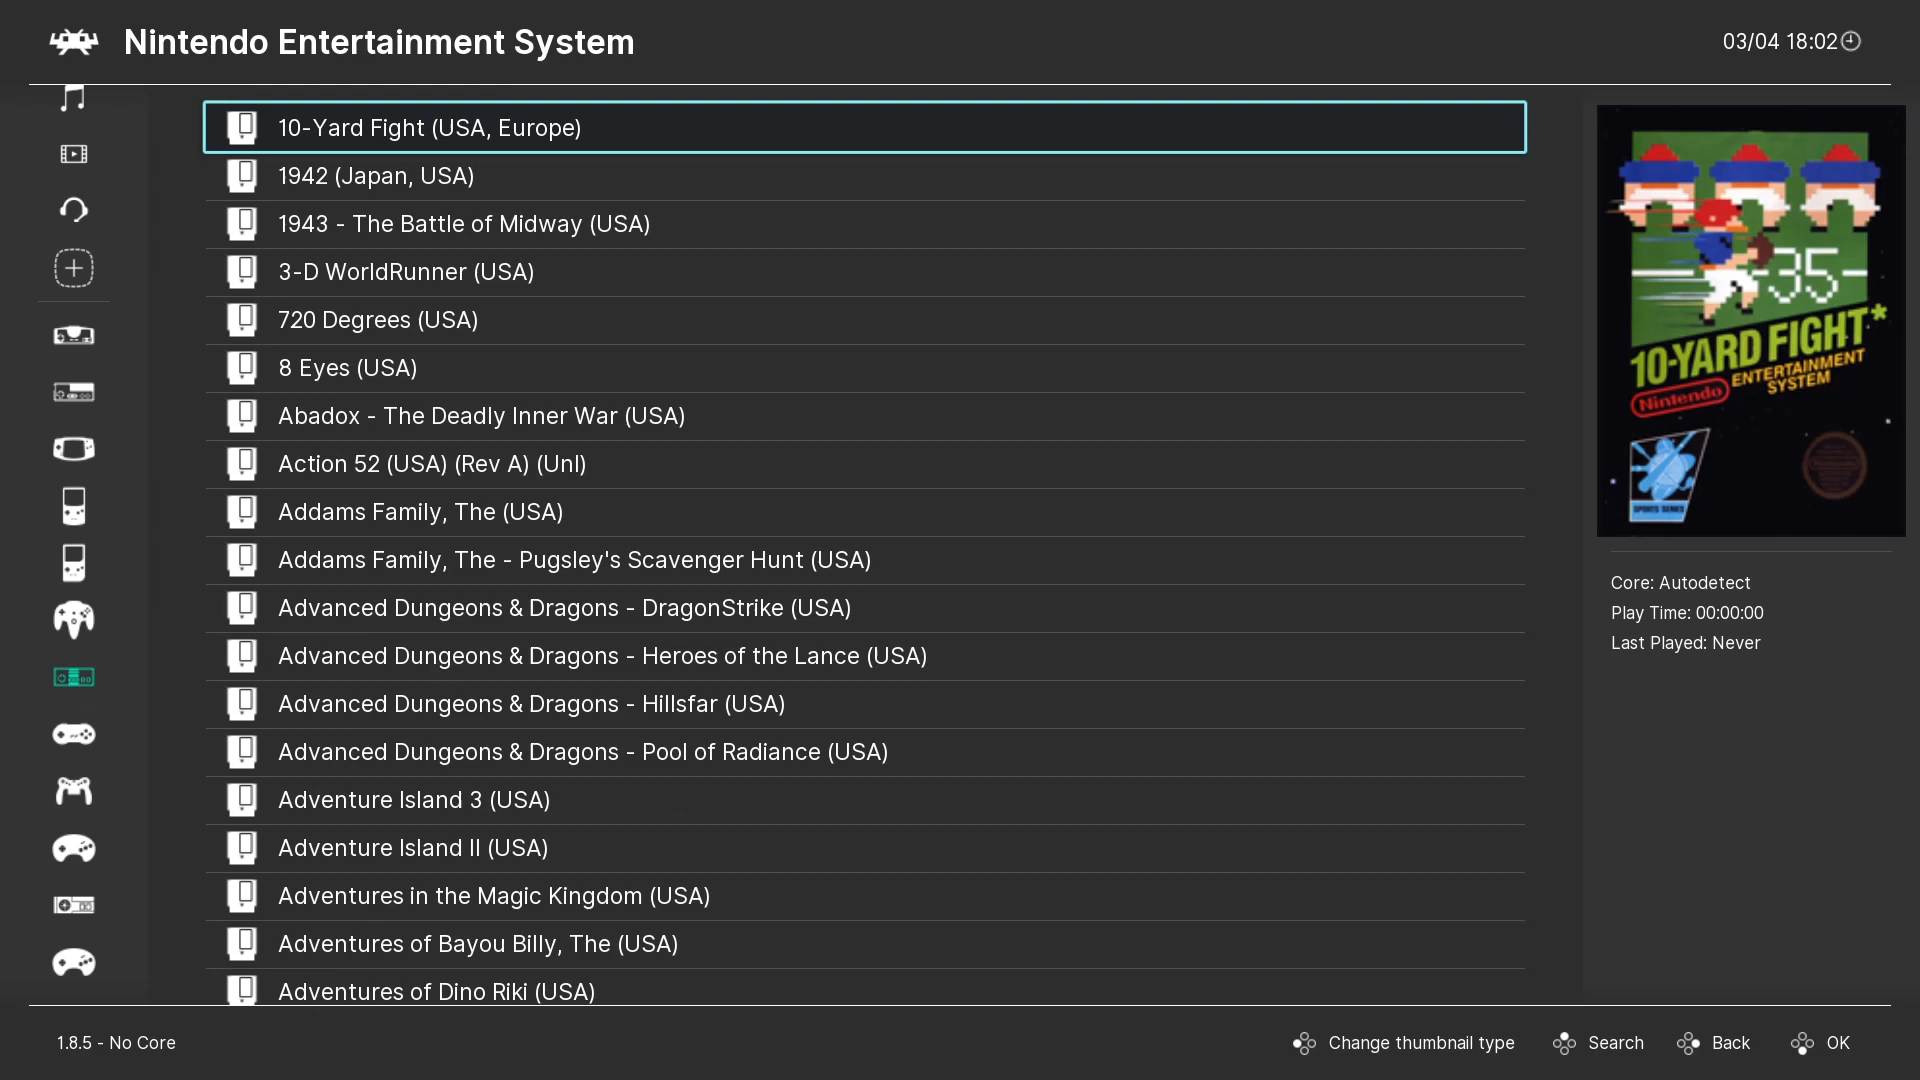 Nintendo Entertainment System
03/04 18:02
10-Yard Fight (USA, Europe)
1942 (Japan, USA)
1943 - The Battle of Midway (USA)
3-D WorldRunner (USA)
720 Degrees (USA)
8 Eyes (USA)
Abadox - The Deadly Inner War (USA)
Action 52 (USA) (Rev A) (Unl)
Addams Family, The (USA)
Addams Family, The - Pugsley's Scavenger Hunt (USA)
Advanced Dungeons & Dragons - DragonStrike (USA)
Advanced Dungeons & Dragons - Heroes of the Lance (USA)
Advanced Dungeons & Dragons - Hillsfar (USA)
Advanced Dungeons & Dragons - Pool of Radiance (USA)
Adventure Island 3 (USA)
Adventure Island II (USA)
Adventures in the Magic Kingdom (USA)
Adventures of Bayou Billy, The (USA)
Adventures of Dino Riki (USA)
35
10-YARD FIGHT*
Nintendo ENTERTAINMENT
SYSTEM
SPORTS SERIES
Core: Autodetect
Play Time: 00:00:00
Last Played: Never
1.8.5 - No Core
Change thumbnail type
Search
Back
OK